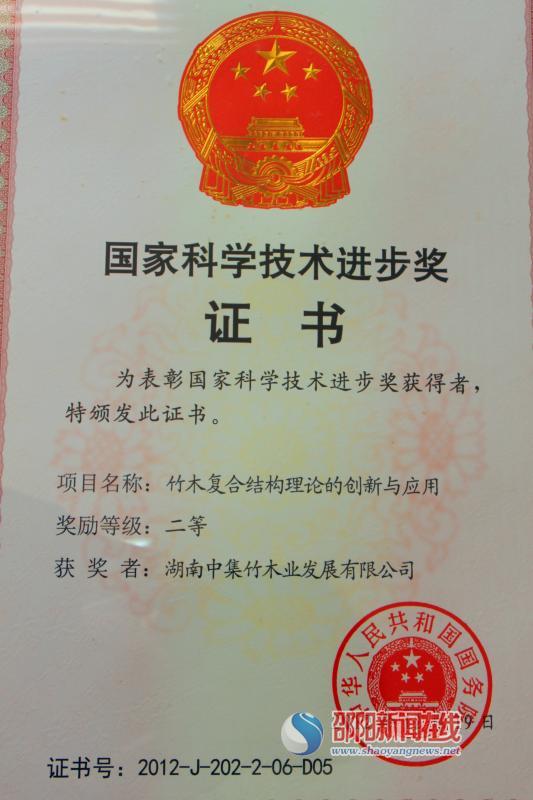 国家科学技术进步奖
证书
为表彰国家科学技术进步奖获得者，
特颁发此证书。
项目名称：竹木复合结构理论的创新与应用
奖励等级：二等
获奖者：湖南中集竹木业发展有限公司
中华人民共和国国务院
9日
邵阳新闻在线
www.shaoyangnews.net
证书号：2012-J-202-2-06-D05